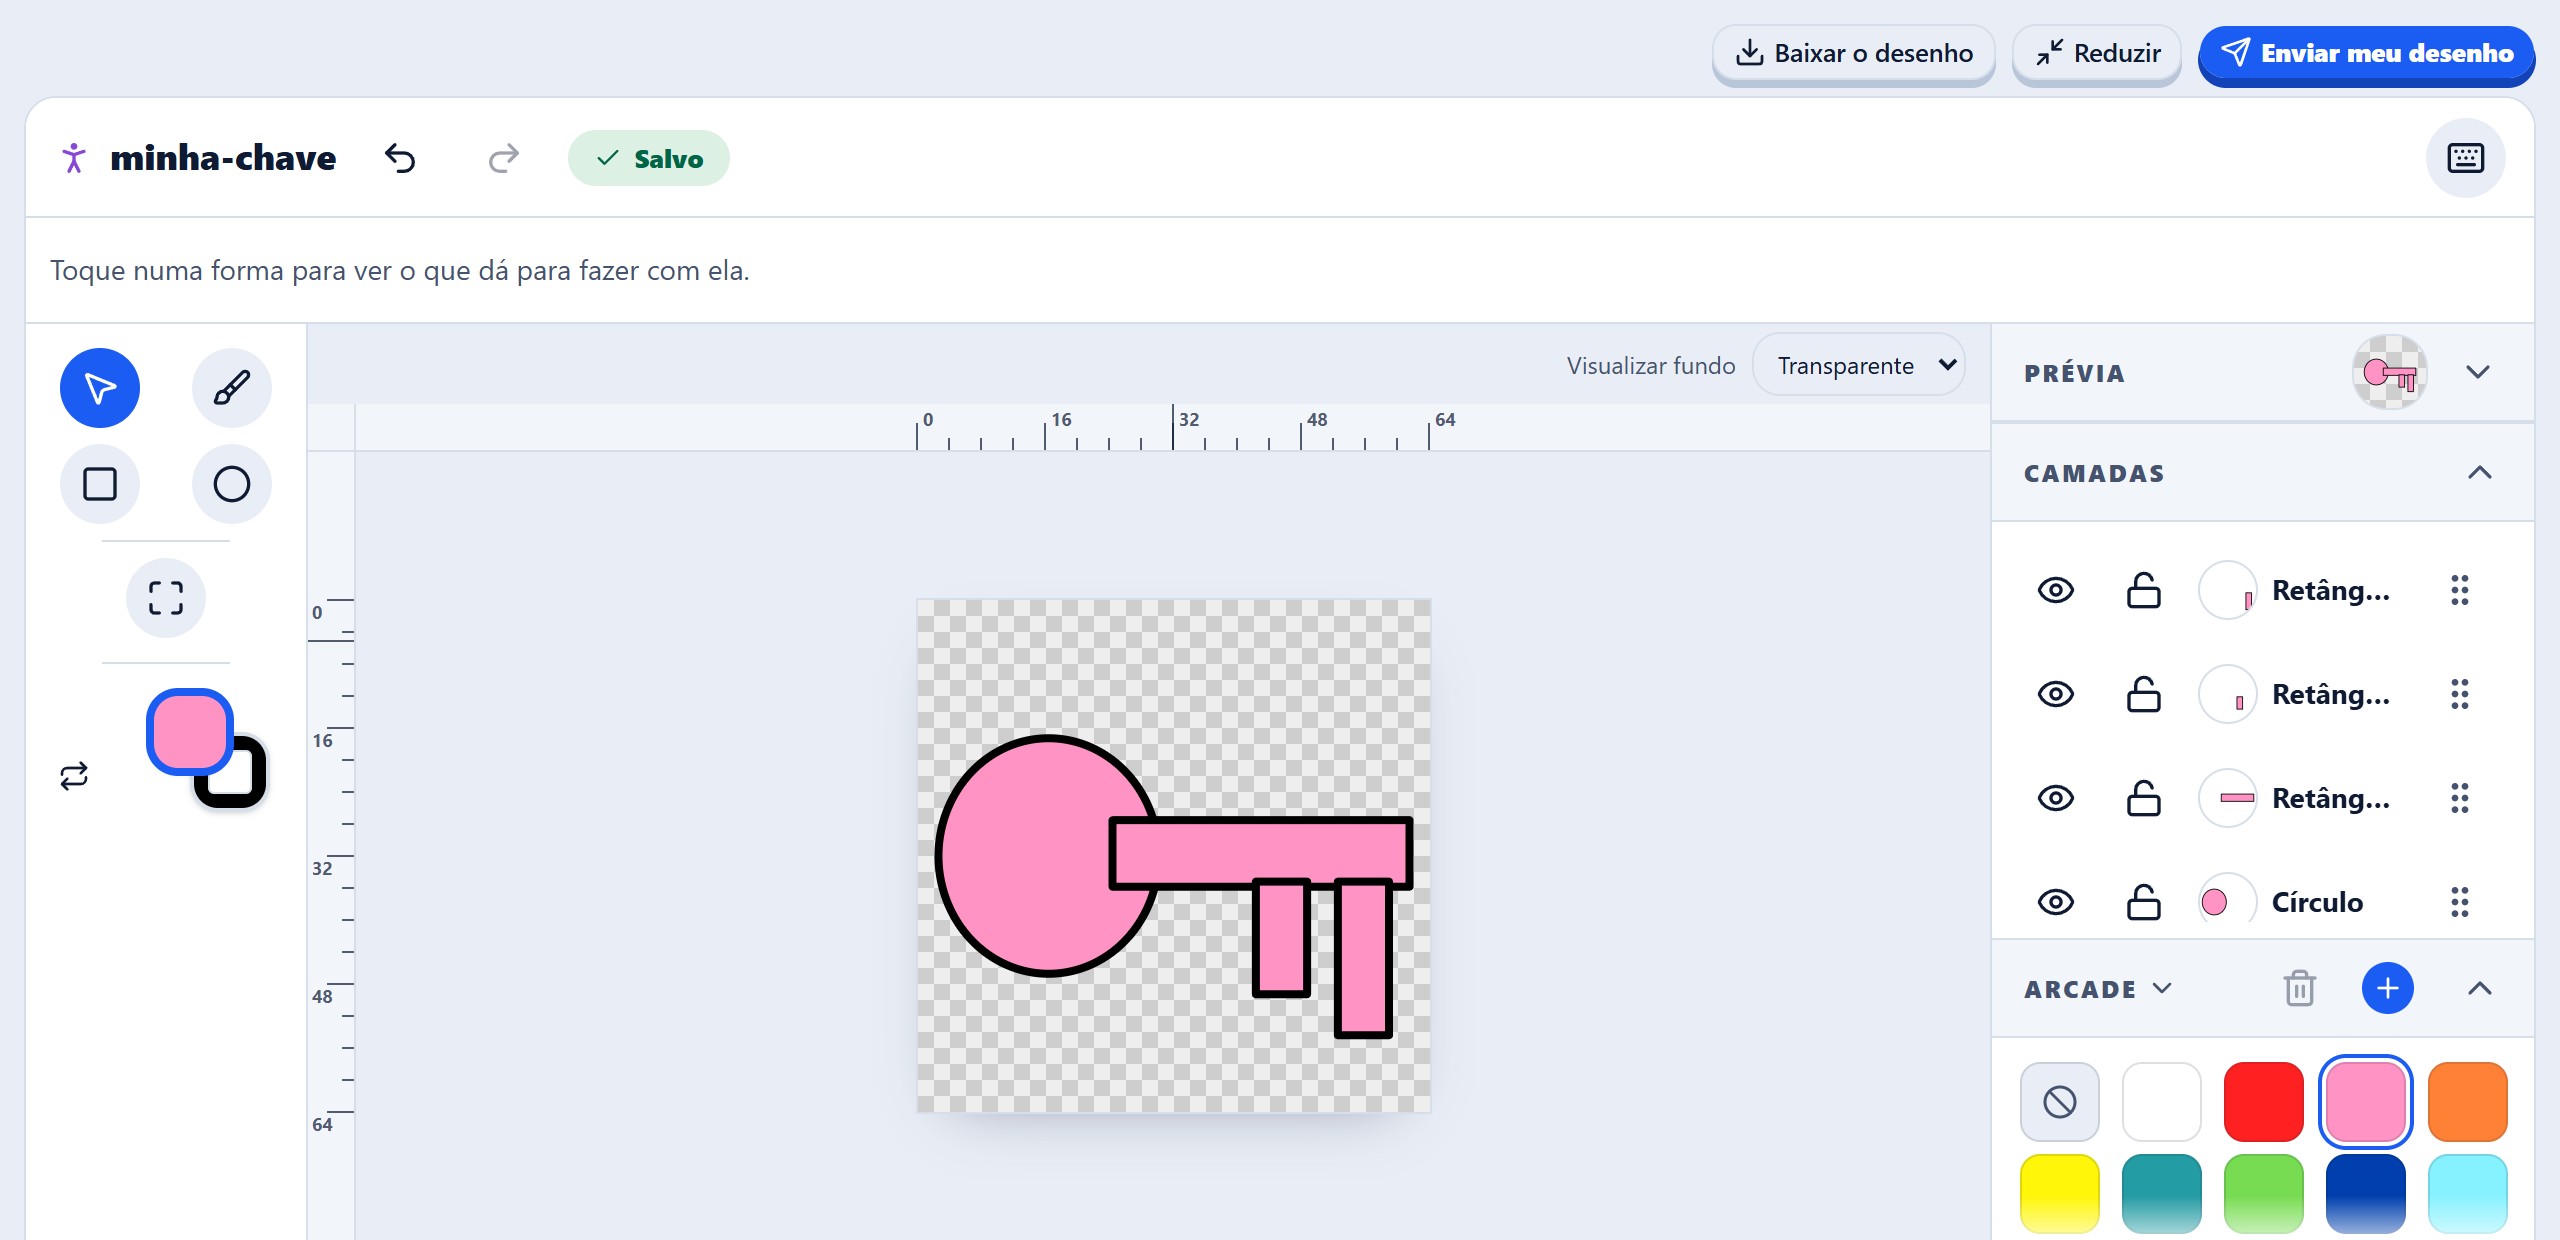 Baixar o desenho
Reduzir
Enviar meu desenho
minha-chave
Salvo
Toque numa forma para ver o que dá para fazer com ela.
Visualizar fundo
Transparente
PRÉVIA
0 16 32 48 64
CAMADAS
0
16
32
48
64
Retâng...
Retâng...
Retâng...
Círculo
ARCADE